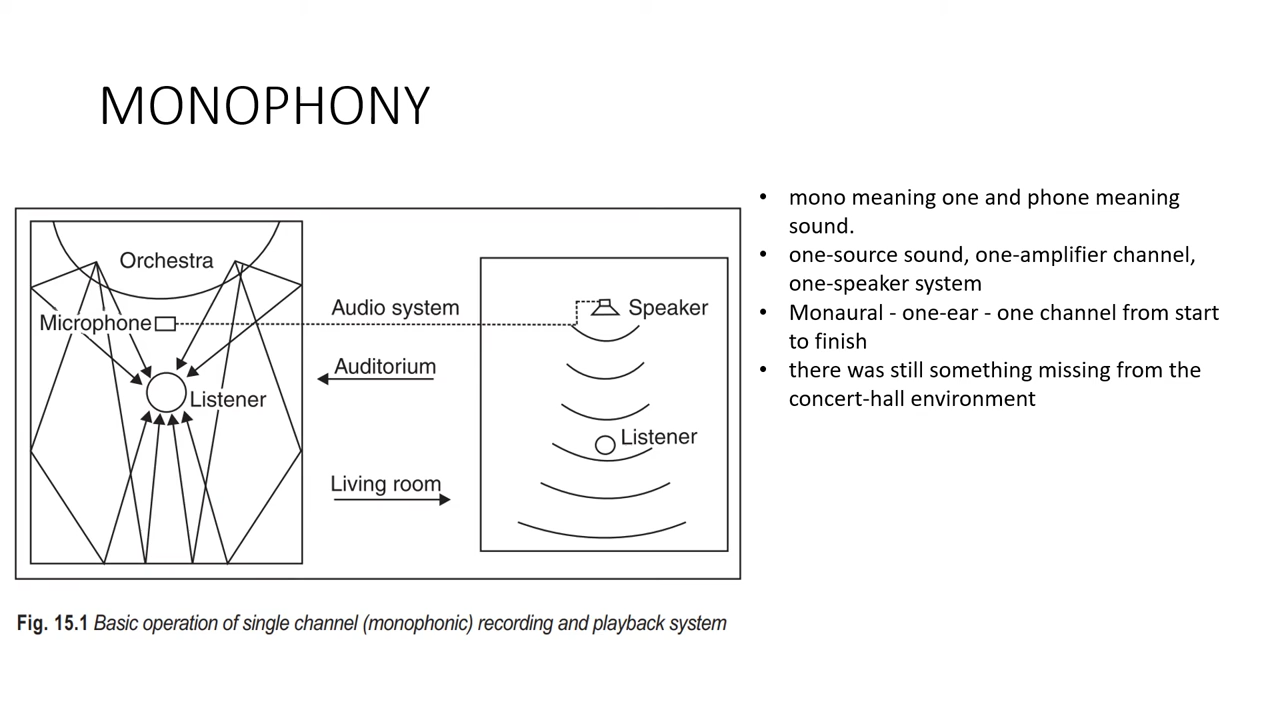 MONOPHONY
Orchestra
Microphone
Listener
Audio system
Auditorium
Living room
Speaker
Listener
Fig. 15.1 Basic operation of single channel (monophonic) recording and playback system
• mono meaning one and phone meaning
sound.
• one-source sound, one-amplifier channel,
one-speaker system
• Monaural - one-ear - one channel from start
to finish
• there was still something missing from the
concert-hall environment